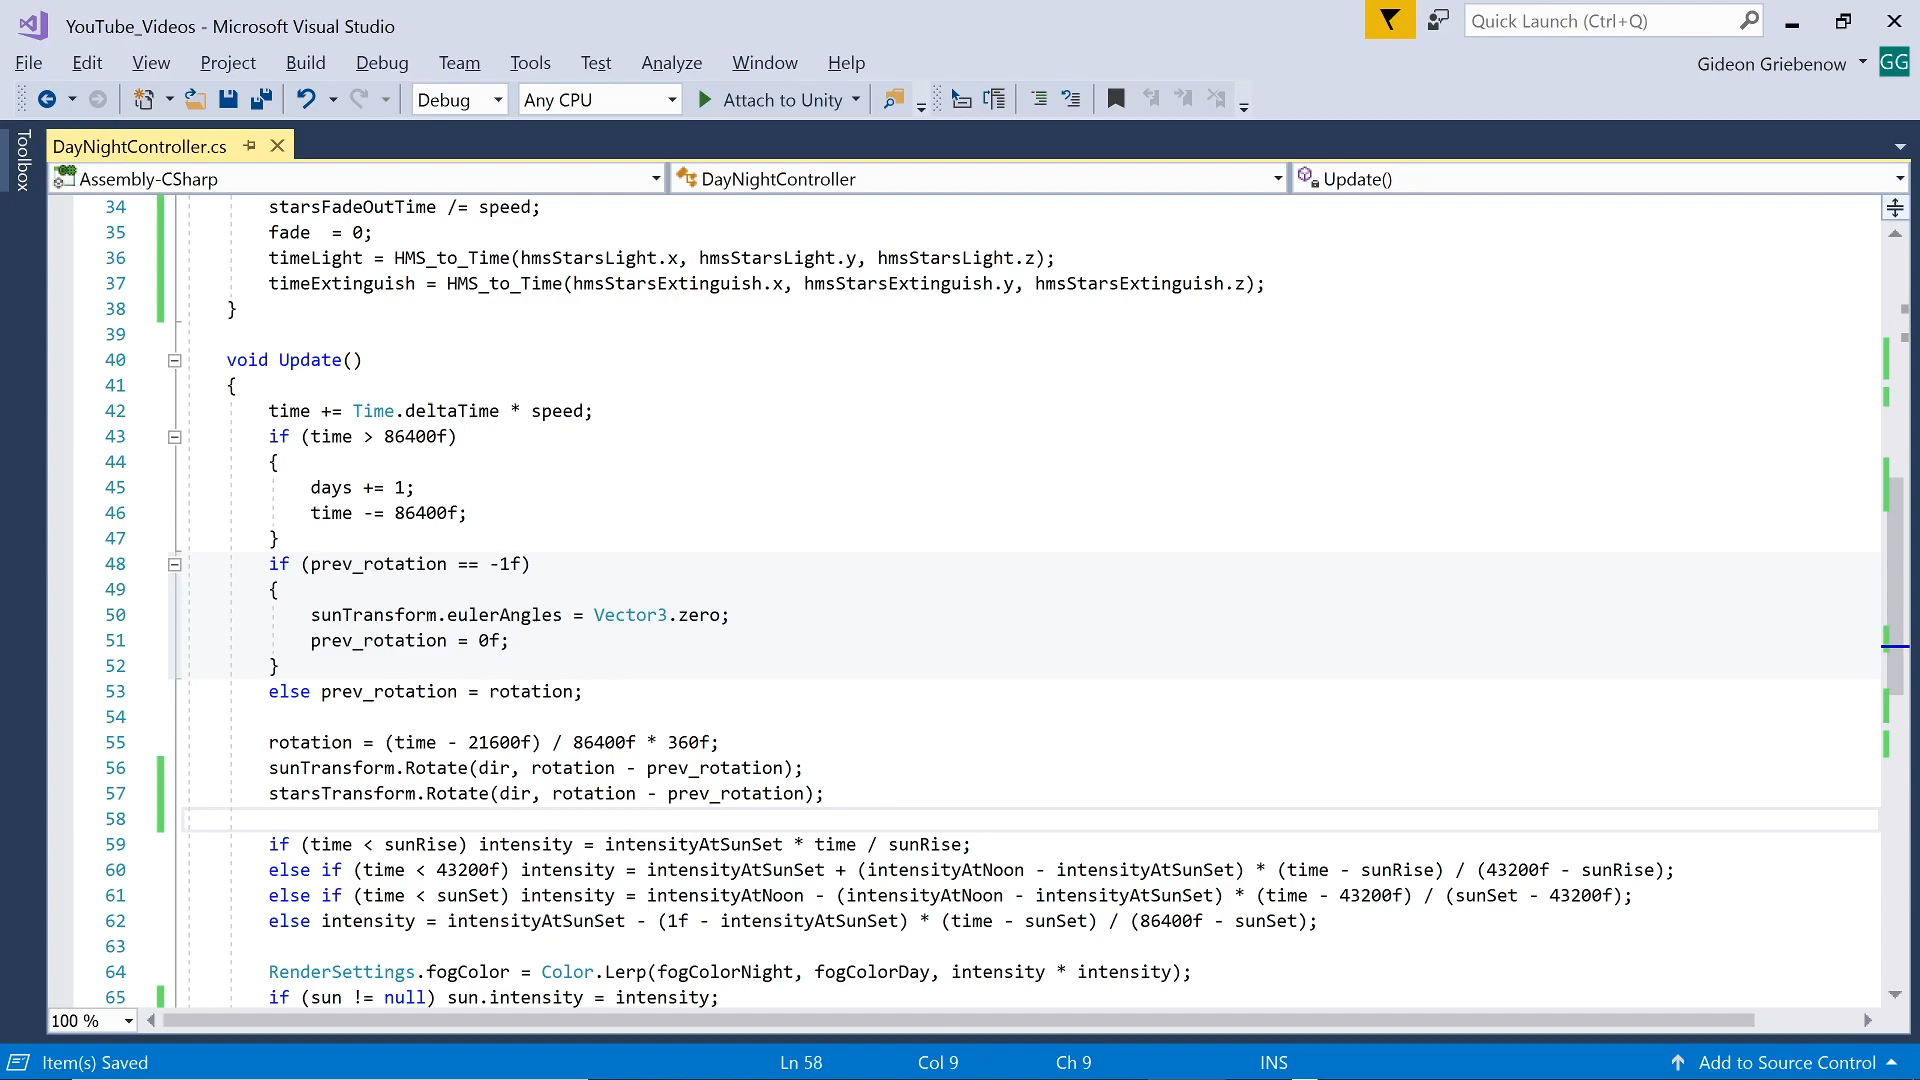 YouTube_Videos - Microsoft Visual Studio
Quick Launch (Ctrl+Q)
File Edit View Project Build Debug Team Tools Test Analyze Window Help
Gideon Griebenow GG
Debug Any CPU Attach to Unity
Toolbox
DayNightController.cs
Assembly-CSharp DayNightController Update()
34 starsFadeOutTime /= speed;
35 fade  = 0;
36 timeLight = HMS_to_Time(hmsStarsLight.x, hmsStarsLight.y, hmsStarsLight.z);
37 timeExtinguish = HMS_to_Time(hmsStarsExtinguish.x, hmsStarsExtinguish.y, hmsStarsExtinguish.z);
38 }
39
40 void Update()
41 {
42 time += Time.deltaTime * speed;
43 if (time > 86400f)
44 {
45 days += 1;
46 time -= 86400f;
47 }
48 if (prev_rotation == -1f)
49 {
50 sunTransform.eulerAngles = Vector3.zero;
51 prev_rotation = 0f;
52 }
53 else prev_rotation = rotation;
54
55 rotation = (time - 21600f) / 86400f * 360f;
56 sunTransform.Rotate(dir, rotation - prev_rotation);
57 starsTransform.Rotate(dir, rotation - prev_rotation);
58
59 if (time < sunRise) intensity = intensityAtSunSet * time / sunRise;
60 else if (time < 43200f) intensity = intensityAtSunSet + (intensityAtNoon - intensityAtSunSet) * (time - sunRise) / (43200f - sunRise);
61 else if (time < sunSet) intensity = intensityAtNoon - (intensityAtNoon - intensityAtSunSet) * (time - 43200f) / (sunSet - 43200f);
62 else intensity = intensityAtSunSet - (1f - intensityAtSunSet) * (time - sunSet) / (86400f - sunSet);
63
64 RenderSettings.fogColor = Color.Lerp(fogColorNight, fogColorDay, intensity * intensity);
65 if (sun != null) sun.intensity = intensity;
100 %
Item(s) Saved Ln 58 Col 9 Ch 9 INS Add to Source Control